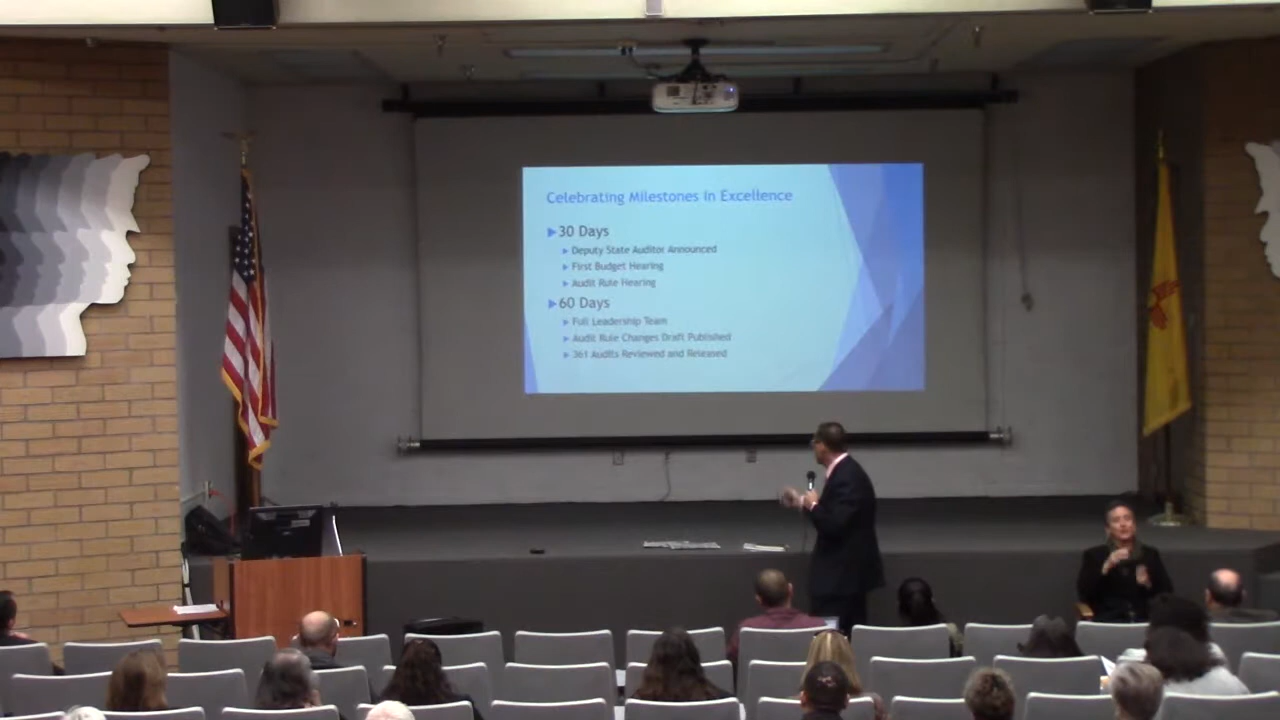 Celebrating Milestones in Excellence
30 Days
Deputy State Auditor Announced
First Budget Hearing
Audit Rule Hearing
60 Days
Full Leadership Team
Audit Rule Changes Draft Published
361 Audits Reviewed and Released